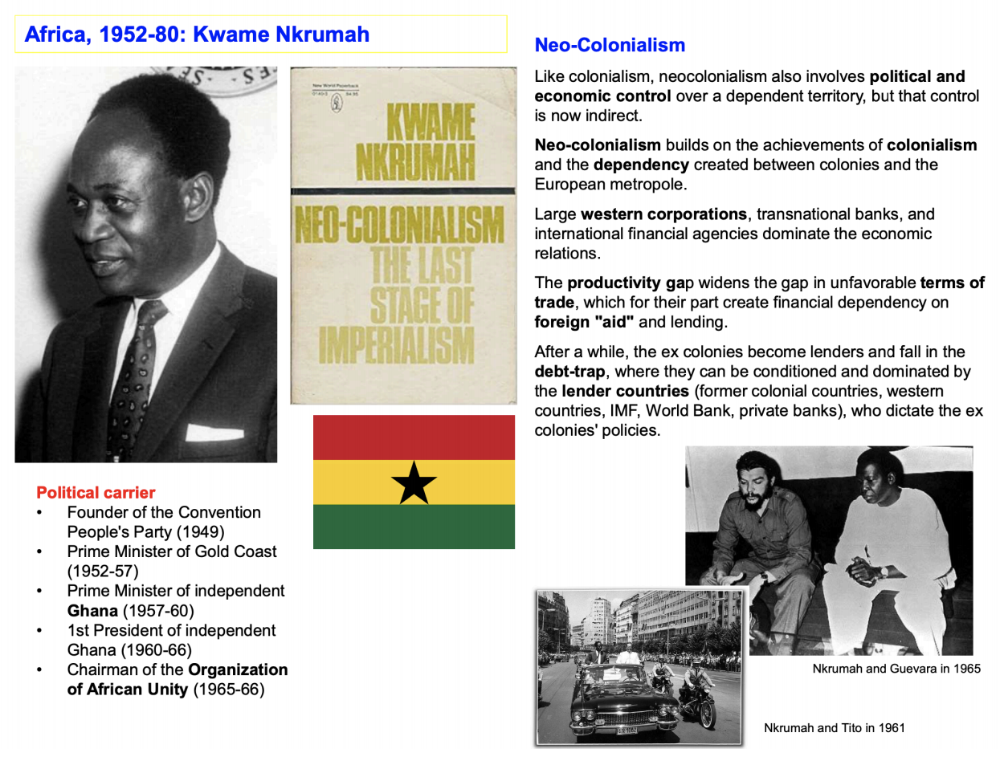 Africa, 1952-80: Kwame Nkrumah
New World Paperback
KWAME
NKRUMAH
NEO-COLONIALISM
THE LAST
STAGE OF
IMPERIALISM
Political carrier
• Founder of the Convention
People's Party (1949)
• Prime Minister of Gold Coast
(1952-57)
• Prime Minister of independent
Ghana (1957-60)
• 1st President of independent
Ghana (1960-66)
• Chairman of the Organization
of African Unity (1965-66)
Neo-Colonialism
Like colonialism, neocolonialism also involves political and
economic control over a dependent territory, but that control
is now indirect.
Neo-colonialism builds on the achievements of colonialism
and the dependency created between colonies and the
European metropole.
Large western corporations, transnational banks, and
international financial agencies dominate the economic
relations.
The productivity gap widens the gap in unfavorable terms of
trade, which for their part create financial dependency on
foreign "aid" and lending.
After a while, the ex colonies become lenders and fall in the
debt-trap, where they can be conditioned and dominated by
the lender countries (former colonial countries, western
countries, IMF, World Bank, private banks), who dictate the ex
colonies' policies.
Nkrumah and Guevara in 1965
Nkrumah and Tito in 1961